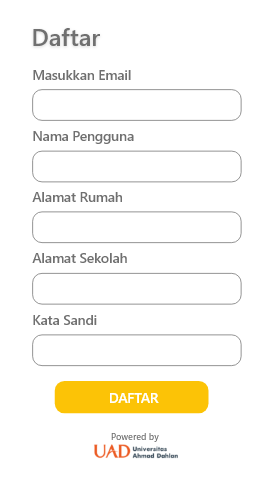 Daftar
Masukkan Email
Nama Pengguna
Alamat Rumah
Alamat Sekolah
Kata Sandi
DAFTAR
Powered by
UAD Universitas
Ahmad Dahlan